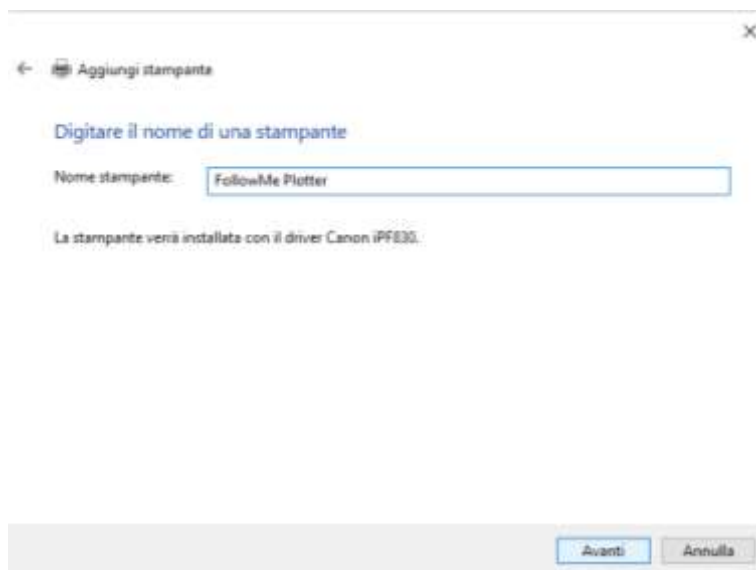 Aggiungi stampante
Digitare il nome di una stampante
Nome stampante: FollowMe Plotter
La stampante verrà installata con il driver Canon iPF830.
Avanti Annulla